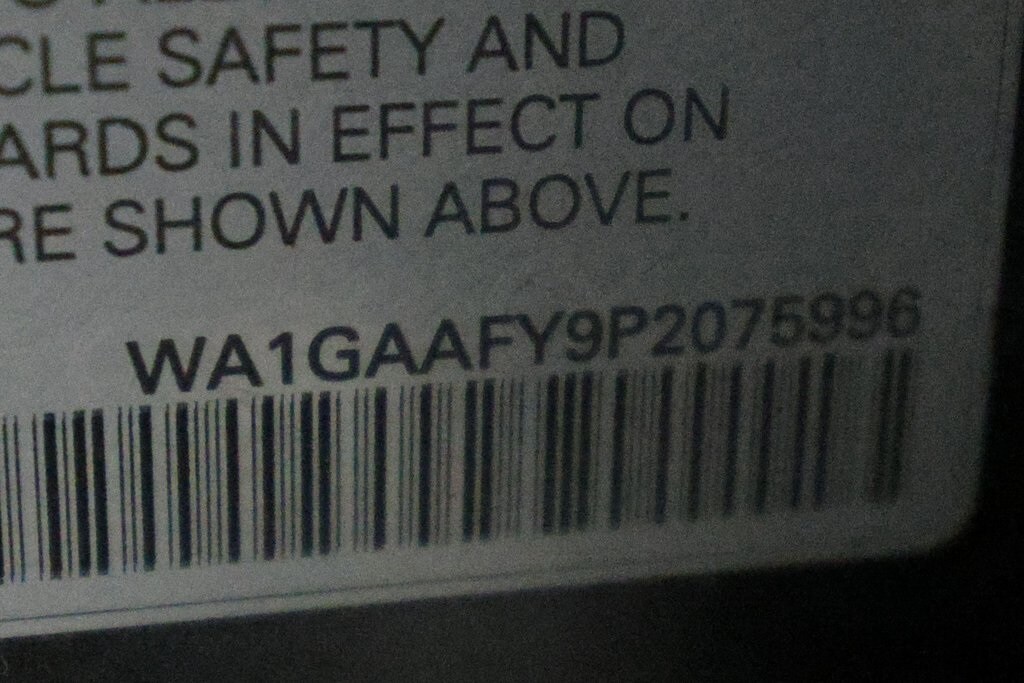 CLE SAFETY AND
ARDS IN EFFECT ON
RE SHOWN ABOVE.
WA1GAAFY9P2075996